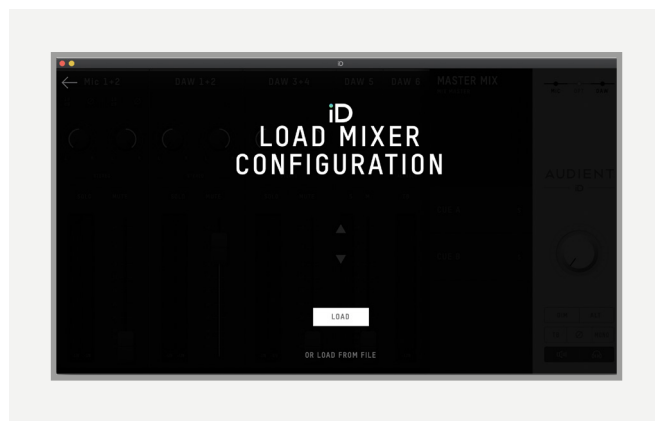 iD
Mic 1+2 DAW 1+2 DAW 3+4 DAW 5 DAW 6 MASTER MIX
iD
LOAD MIXER
CONFIGURATION
AUDIENT
iD
LOAD
OR LOAD FROM FILE